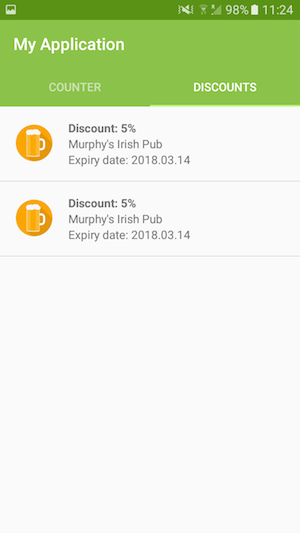 98% 11:24
My Application
COUNTER DISCOUNTS
Discount: 5%
Murphy's Irish Pub
Expiry date: 2018.03.14
Discount: 5%
Murphy's Irish Pub
Expiry date: 2018.03.14